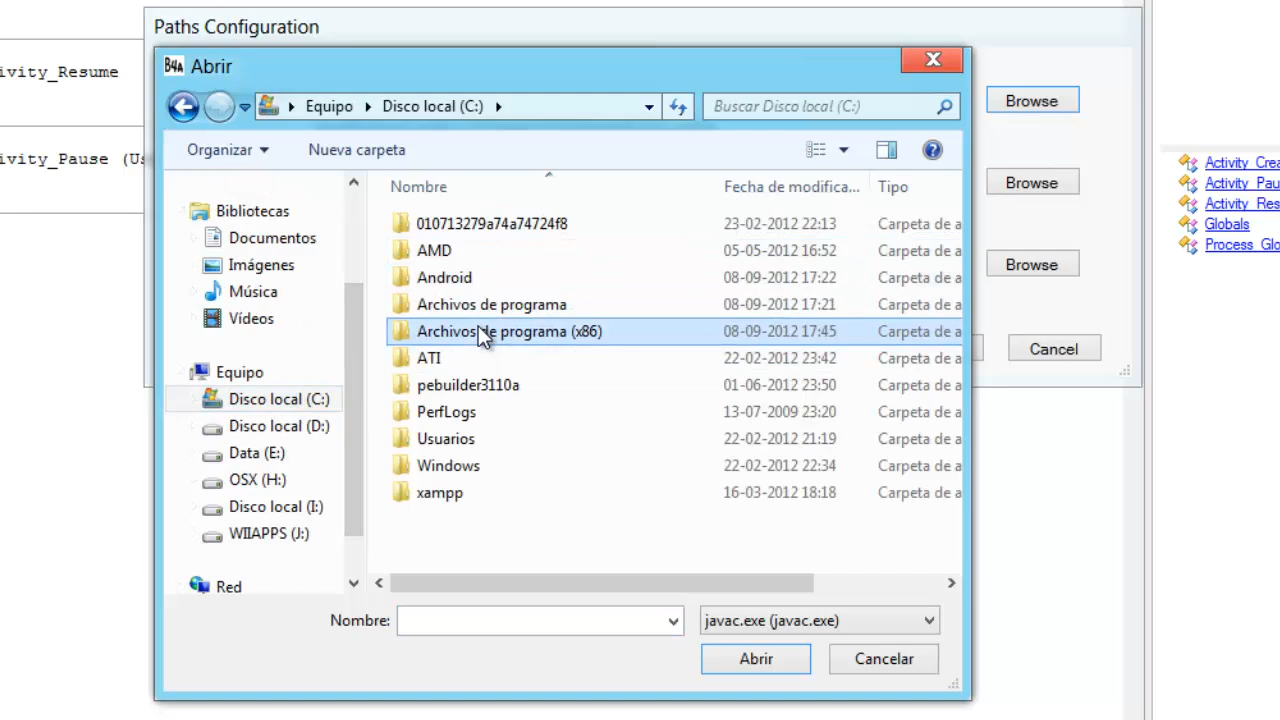 Paths Configuration
ivity_Resume
ivity_Pause (Us
B4A Abrir
Equipo Disco local (C:)
Buscar Disco local (C:)
Organizar
Nueva carpeta
Nombre Fecha de modifica... Tipo
Bibliotecas
Documentos
Imágenes
Música
Vídeos
Equipo
Disco local (C:)
Disco local (D:)
Data (E:)
OSX (H:)
Disco local (I:)
WIIAPPS (J:)
Red
010713279a74a74724f8 23-02-2012 22:13 Carpeta de a
AMD 05-05-2012 16:52 Carpeta de a
Android 08-09-2012 17:22 Carpeta de a
Archivos de programa 08-09-2012 17:21 Carpeta de a
Archivos de programa (x86) 08-09-2012 17:45 Carpeta de a
ATI 22-02-2012 23:42 Carpeta de a
pebuilder3110a 01-06-2012 23:50 Carpeta de a
PerfLogs 13-07-2009 23:20 Carpeta de a
Usuarios 22-02-2012 21:19 Carpeta de a
Windows 22-02-2012 22:34 Carpeta de a
xampp 16-03-2012 18:18 Carpeta de a
Nombre:
javac.exe (javac.exe)
Abrir
Cancelar
Browse
Browse
Browse
Cancel
Activity_Crea
Activity_Pau
Activity_Res
Globals
Process_Glo